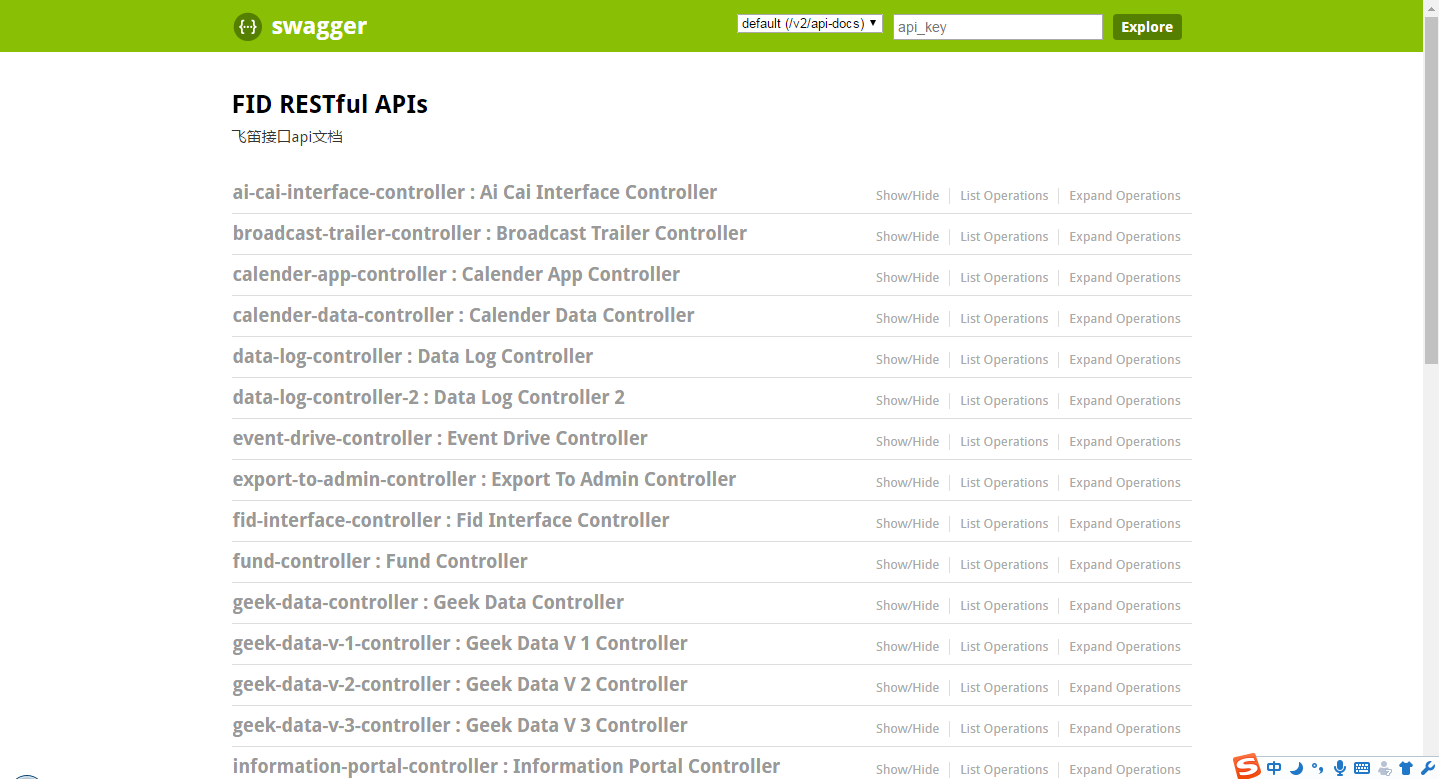 swagger default (/v2/api-docs) api_key Explore
FID RESTful APIs
飞笛接口api文档
ai-cai-interface-controller : Ai Cai Interface Controller Show/Hide List Operations Expand Operations
broadcast-trailer-controller : Broadcast Trailer Controller Show/Hide List Operations Expand Operations
calender-app-controller : Calender App Controller Show/Hide List Operations Expand Operations
calender-data-controller : Calender Data Controller Show/Hide List Operations Expand Operations
data-log-controller : Data Log Controller Show/Hide List Operations Expand Operations
data-log-controller-2 : Data Log Controller 2 Show/Hide List Operations Expand Operations
event-drive-controller : Event Drive Controller Show/Hide List Operations Expand Operations
export-to-admin-controller : Export To Admin Controller Show/Hide List Operations Expand Operations
fid-interface-controller : Fid Interface Controller Show/Hide List Operations Expand Operations
fund-controller : Fund Controller Show/Hide List Operations Expand Operations
geek-data-controller : Geek Data Controller Show/Hide List Operations Expand Operations
geek-data-v-1-controller : Geek Data V 1 Controller Show/Hide List Operations Expand Operations
geek-data-v-2-controller : Geek Data V 2 Controller Show/Hide List Operations Expand Operations
geek-data-v-3-controller : Geek Data V 3 Controller Show/Hide List Operations Expand Operations
information-portal-controller : Information Portal Controller Show/Hide List Operations Expand Operations
中